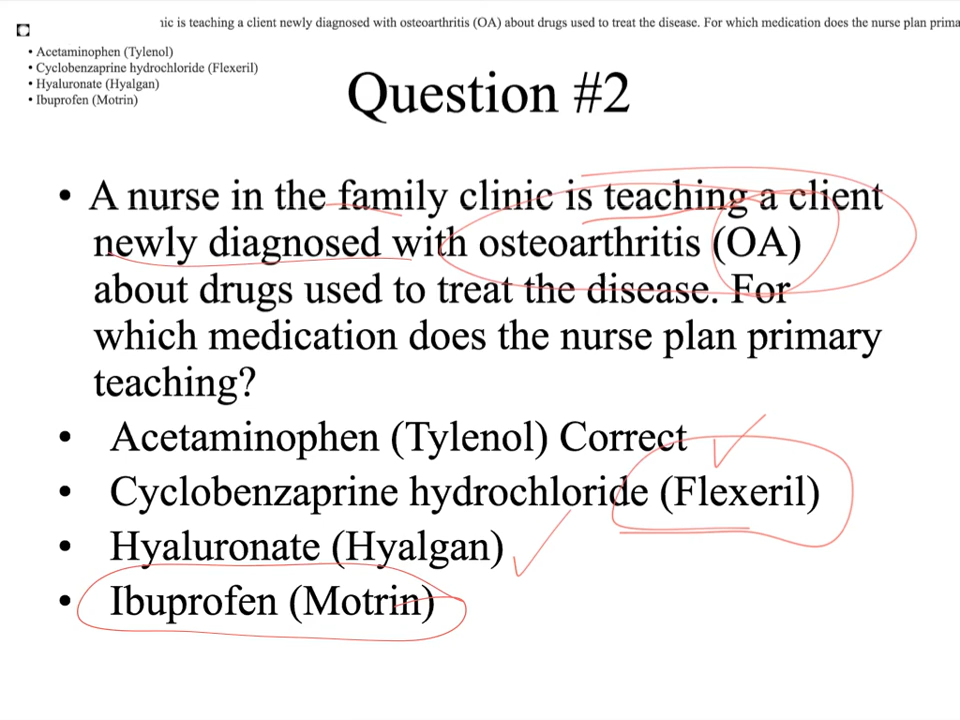 nic is teaching a client newly diagnosed with osteoarthritis (OA) about drugs used to treat the disease. For which medication does the nurse plan prima
• Acetaminophen (Tylenol)
• Cyclobenzaprine hydrochloride (Flexeril)
• Hyaluronate (Hyalgan)
• Ibuprofen (Motrin)
Question #2
• A nurse in the family clinic is teaching a client
newly diagnosed with osteoarthritis (OA)
about drugs used to treat the disease. For
which medication does the nurse plan primary
teaching?
• Acetaminophen (Tylenol) Correct
• Cyclobenzaprine hydrochloride (Flexeril)
• Hyaluronate (Hyalgan)
• Ibuprofen (Motrin)